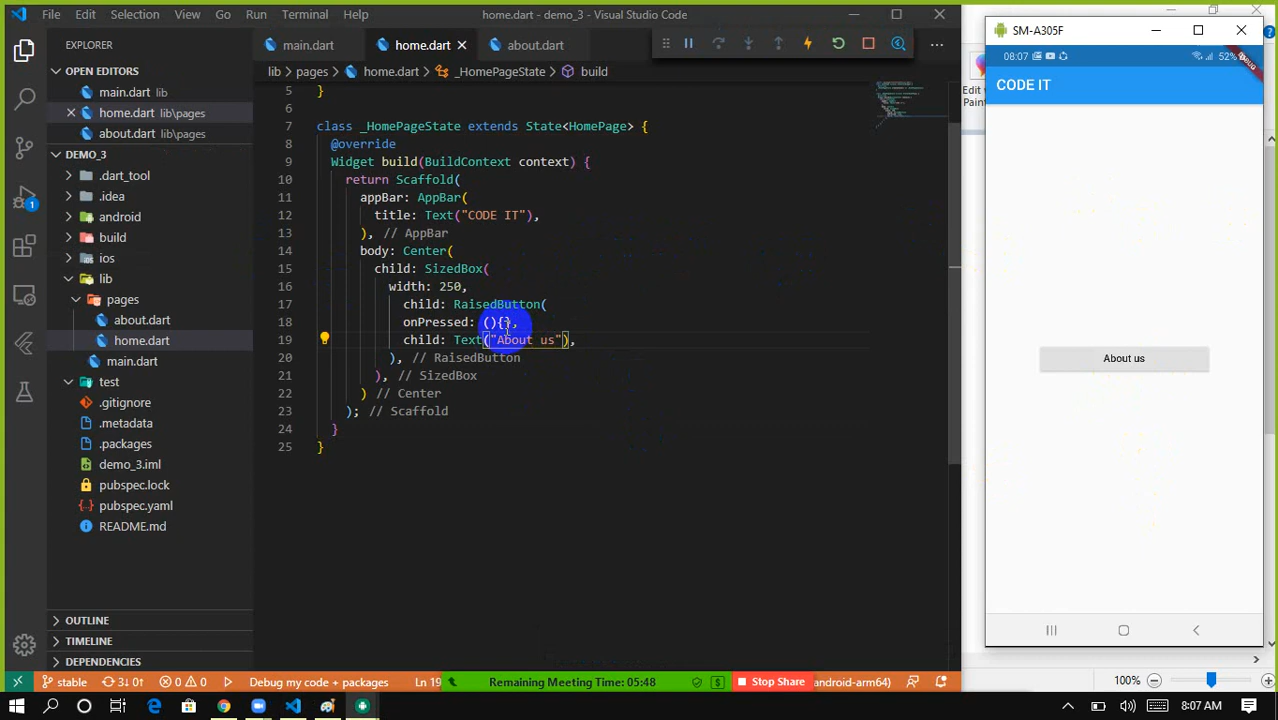 File Edit Selection View Go Run Terminal Help home.dart - demo_3 - Visual Studio Code
EXPLORER
OPEN EDITORS
main.dart lib
home.dart lib\pages
about.dart lib\pages
DEMO_3
.dart_tool
.idea
android
build
ios
lib
pages
about.dart
home.dart
main.dart
test
.gitignore
.metadata
.packages
demo_3.iml
pubspec.lock
pubspec.yaml
README.md
OUTLINE
TIMELINE
DEPENDENCIES
1
main.dart home.dart about.dart
lib > pages > home.dart > _HomePageState > build
5 }
6
7 class _HomePageState extends State<HomePage> {
8 @override
9 Widget build(BuildContext context) {
10 return Scaffold(
11 appBar: AppBar(
12 title: Text("CODE IT"),
13 ), // AppBar
14 body: Center(
15 child: SizedBox(
16 width: 250,
17 child: RaisedButton(
18 onPressed: (){},
19 child: Text("About us"),
20 ), // RaisedButton
21 ), // SizedBox
22 ) // Center
23 ); // Scaffold
24 }
25 }
Edit w
Paint
SM-A305F
08:07 52%
DEBUG
CODE IT
About us
100%
stable 3↓ 0↑ 0 0 Debug my code + packages Ln 19 Remaining Meeting Time: 05:48 $ Stop Share android-arm64)
8:07 AM